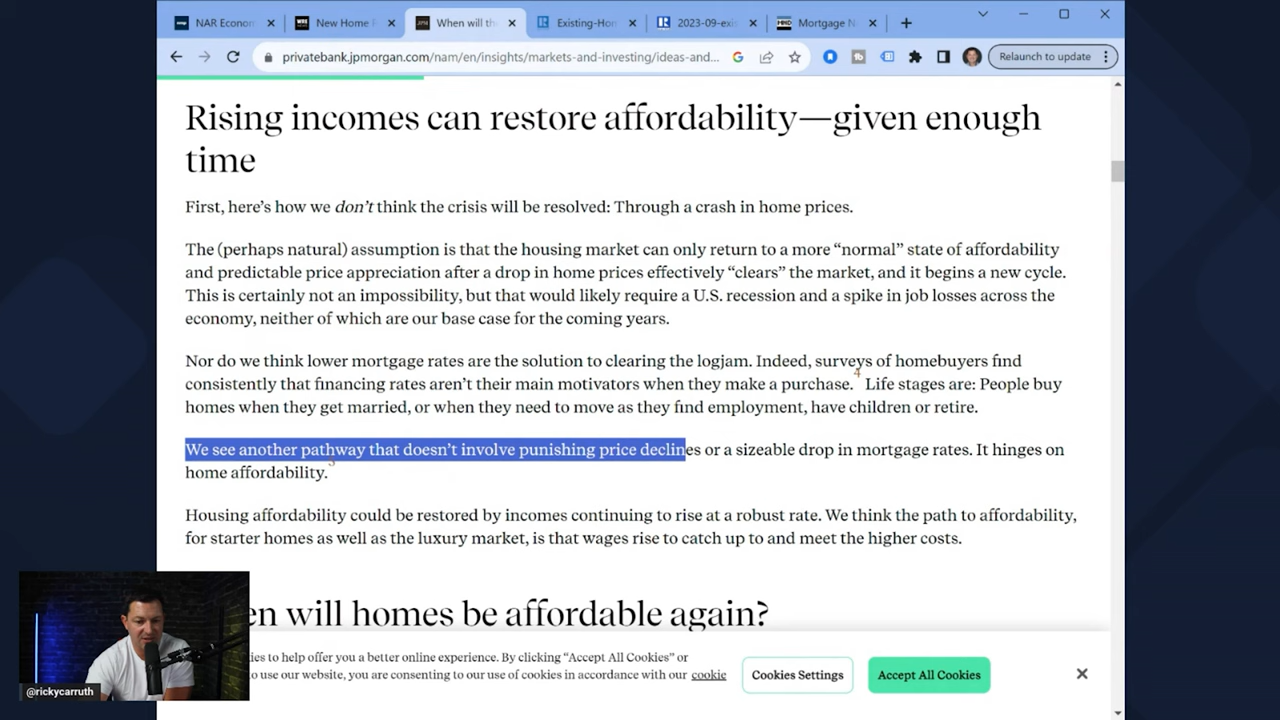 NAR Econor
New Home F
When will th
Existing-Hon
2023-09-exis
Mortgage N
privatebank.jpmorgan.com/nam/en/insights/markets-and-investing/ideas-and...
Relaunch to update
Rising incomes can restore affordability—given enough
time
First, here's how we don't think the crisis will be resolved: Through a crash in home prices.
The (perhaps natural) assumption is that the housing market can only return to a more “normal” state of affordability
and predictable price appreciation after a drop in home prices effectively “clears” the market, and it begins a new cycle.
This is certainly not an impossibility, but that would likely require a U.S. recession and a spike in job losses across the
economy, neither of which are our base case for the coming years.
Nor do we think lower mortgage rates are the solution to clearing the logjam. Indeed, surveys of homebuyers find
consistently that financing rates aren't their main motivators when they make a purchase.4 Life stages are: People buy
homes when they get married, or when they need to move as they find employment, have children or retire.
We see another pathway that doesn't involve punishing price declines or a sizeable drop in mortgage rates. It hinges on
home affordability.
Housing affordability could be restored by incomes continuing to rise at a robust rate. We think the path to affordability,
for starter homes as well as the luxury market, is that wages rise to catch up to and meet the higher costs.
en will homes be affordable again?
ies to help offer you a better online experience. By clicking “Accept All Cookies” or
to use our website, you are consenting to our use of cookies in accordance with our cookie
Cookies Settings
Accept All Cookies
@rickycarruth